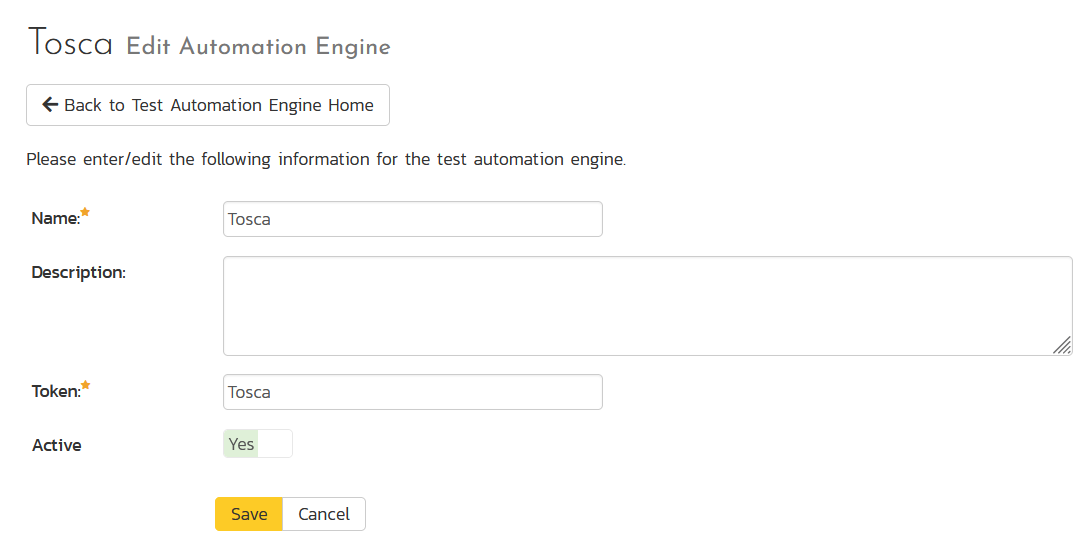 Tosca Edit Automation Engine
Back to Test Automation Engine Home
Please enter/edit the following information for the test automation engine.
Name:* Tosca
Description:
Token:* Tosca
Active Yes
Save Cancel